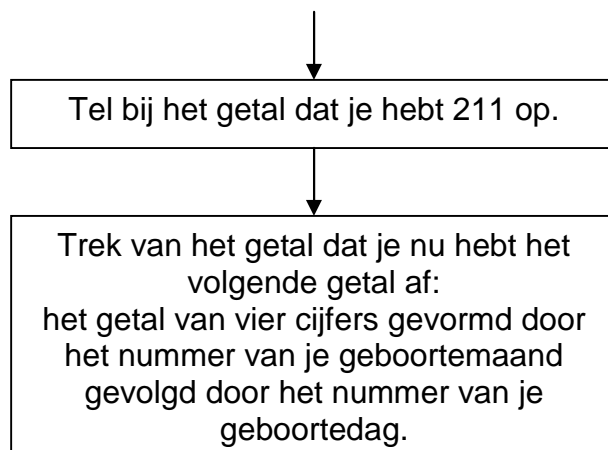 Tel bij het getal dat je hebt 211 op.
Trek van het getal dat je nu hebt het
volgende getal af:
het getal van vier cijfers gevormd door
het nummer van je geboortemaand
gevolgd door het nummer van je
geboortedag.